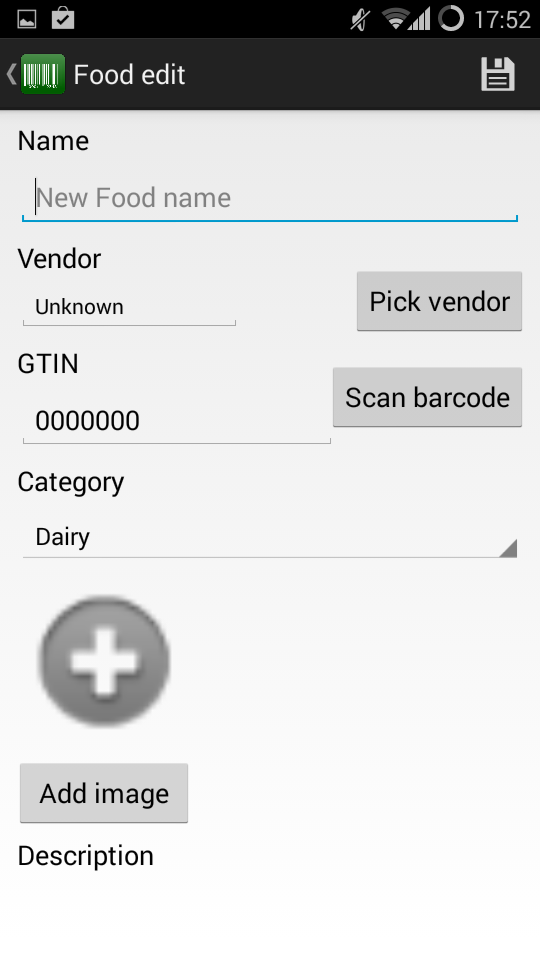 17:52
Food edit
Name
New Food name
Vendor
Unknown
Pick vendor
GTIN
0000000
Scan barcode
Category
Dairy
Add image
Description